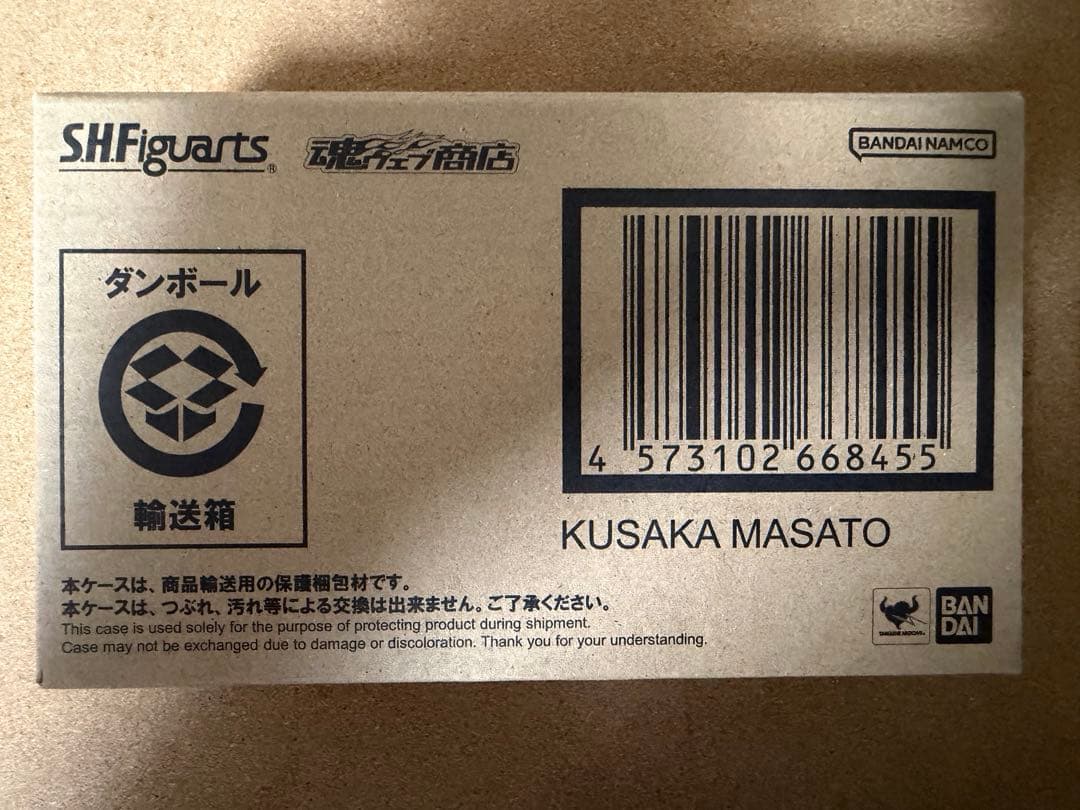 S.H.Figuarts®
魂ウェブ商店
BANDAI NAMCO
ダンボール
輸送箱
4 573102 668455
KUSAKA MASATO
本ケースは、商品輸送用の保護梱包材です。
本ケースは、つぶれ、汚れ等による交換は出来ません。ご了承ください。
This case is used solely for the purpose of protecting product during shipment.
Case may not be exchanged due to damage or discoloration. Thank you for your understanding.
TAMASHII NATIONS
BAN
DAI